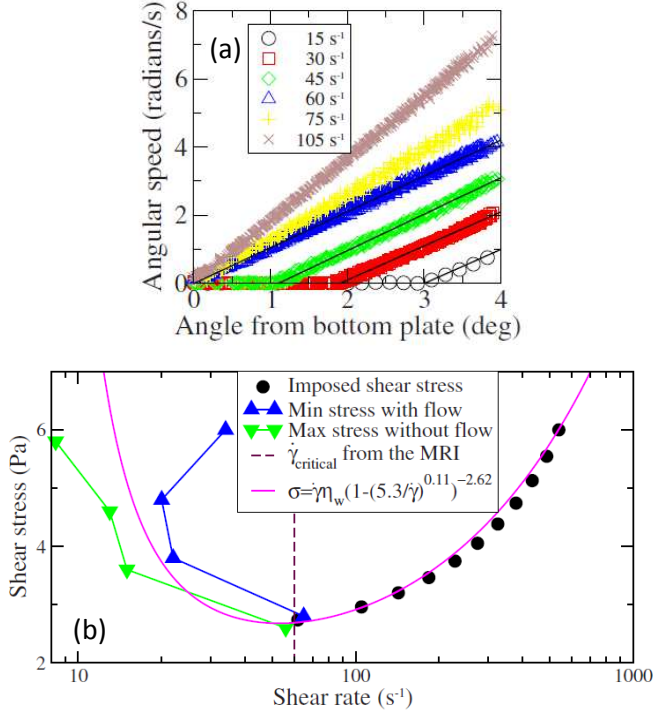 8
6
4
2
0
Angular speed (radians/s)
(a)
15 s⁻¹
30 s⁻¹
45 s⁻¹
60 s⁻¹
75 s⁻¹
105 s⁻¹
0 1 2 3 4
Angle from bottom plate (deg)
6
4
2
Shear stress (Pa)
Imposed shear stress
Min stress with flow
Max stress without flow
γ̇critical from the MRI
σ=γ̇ηw(1-(5.3/γ̇)^0.11)^-2.62
(b)
10 100 1000
Shear rate (s⁻¹)